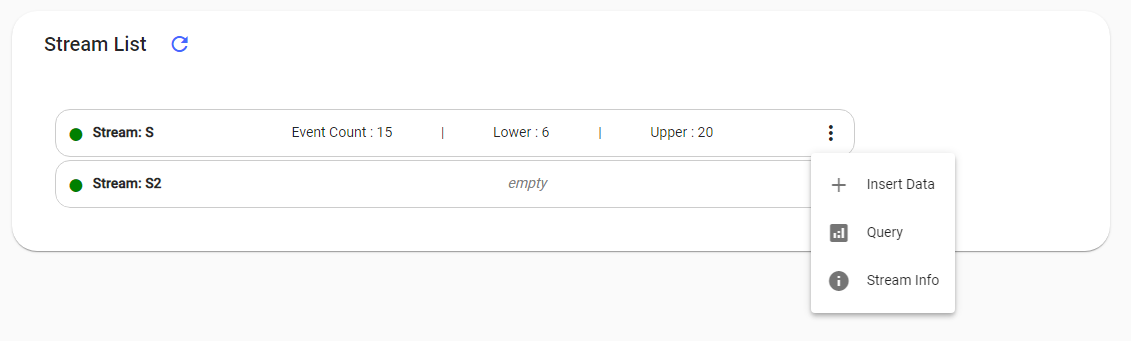 Stream List
Stream: S Event Count : 15 | Lower : 6 | Upper : 20
Stream: S2 empty
Insert Data
Query
Stream Info